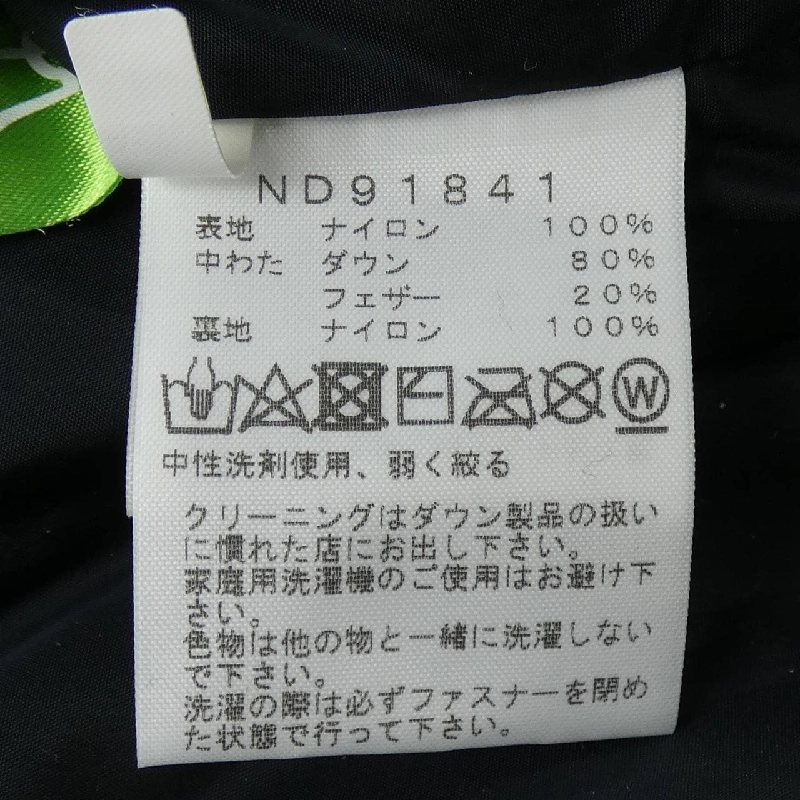 ND91841
表地 ナイロン 100%
中わた ダウン 80%
フェザー 20%
裏地 ナイロン 100%
W
中性洗剤使用、弱く絞る
クリーニングはダウン製品の扱い
に慣れた店にお出し下さい。
家庭用洗濯機のご使用はお避け下
さい。
色物は他の物と一緒に洗濯しない
で下さい。
洗濯の際は必ずファスナーを閉め
た状態で行って下さい。